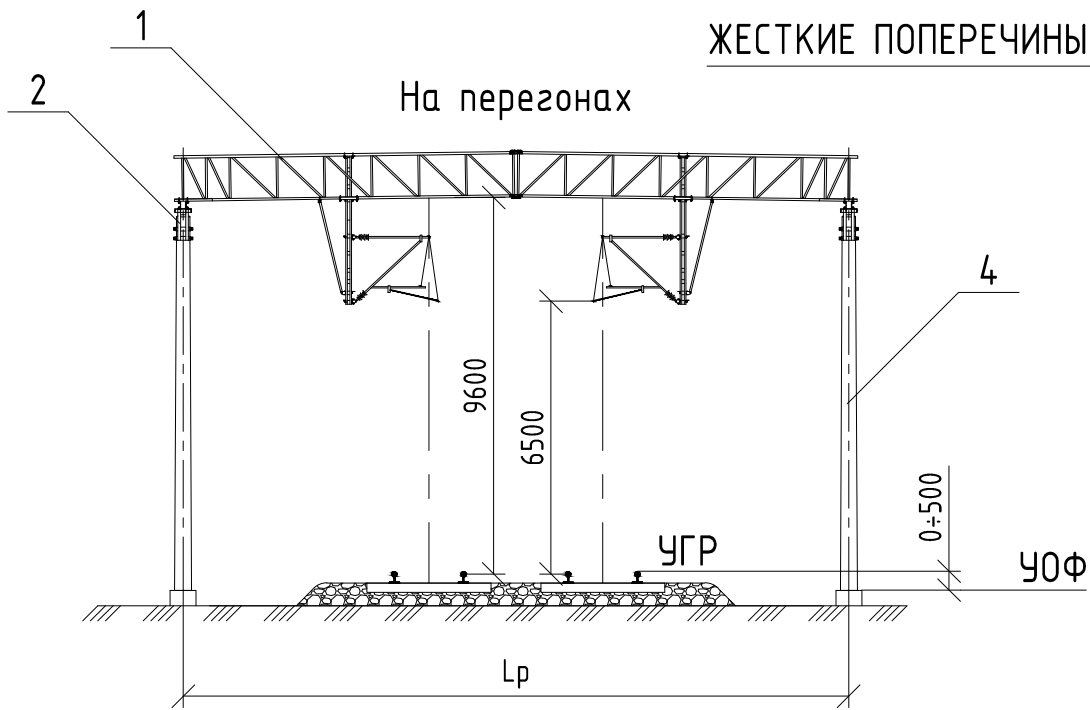 1
ЖЕСТКИЕ ПОПЕРЕЧИНЫ
2
На перегонах
4
9600
6500
0÷500
УГР
УОФ
Lр